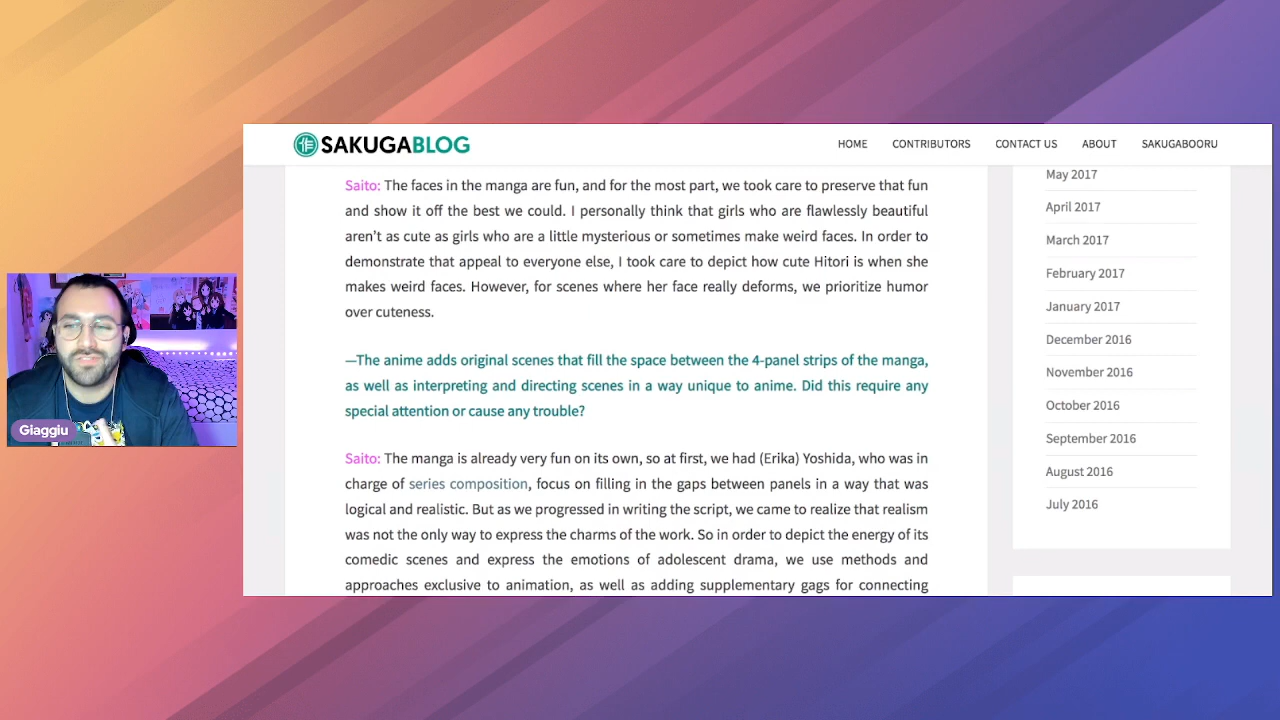 SAKUGABLOG
HOME CONTRIBUTORS CONTACT US ABOUT SAKUGABOORU
Saito: The faces in the manga are fun, and for the most part, we took care to preserve that fun
and show it off the best we could. I personally think that girls who are flawlessly beautiful
aren't as cute as girls who are a little mysterious or sometimes make weird faces. In order to
demonstrate that appeal to everyone else, I took care to depict how cute Hitori is when she
makes weird faces. However, for scenes where her face really deforms, we prioritize humor
over cuteness.
—The anime adds original scenes that fill the space between the 4-panel strips of the manga,
as well as interpreting and directing scenes in a way unique to anime. Did this require any
special attention or cause any trouble?
Saito: The manga is already very fun on its own, so at first, we had (Erika) Yoshida, who was in
charge of series composition, focus on filling in the gaps between panels in a way that was
logical and realistic. But as we progressed in writing the script, we came to realize that realism
was not the only way to express the charms of the work. So in order to depict the energy of its
comedic scenes and express the emotions of adolescent drama, we use methods and
approaches exclusive to animation, as well as adding supplementary gags for connecting
May 2017
April 2017
March 2017
February 2017
January 2017
December 2016
November 2016
October 2016
September 2016
August 2016
July 2016
Giaggiu